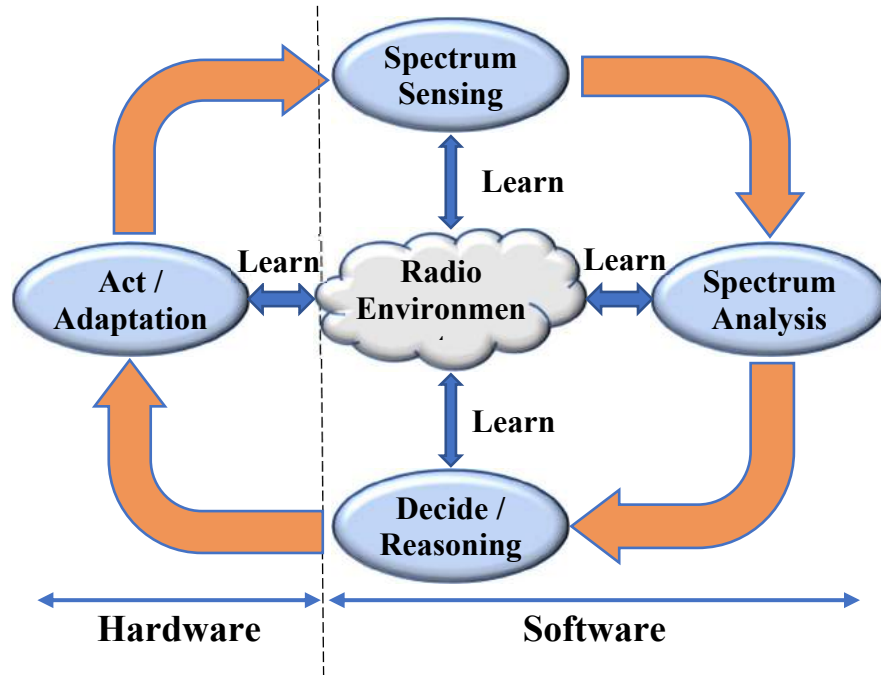 Spectrum
Sensing
Learn
Act /
Adaptation
Learn
Radio
Environmen
Learn
Spectrum
Analysis
Learn
Decide /
Reasoning
Hardware
Software